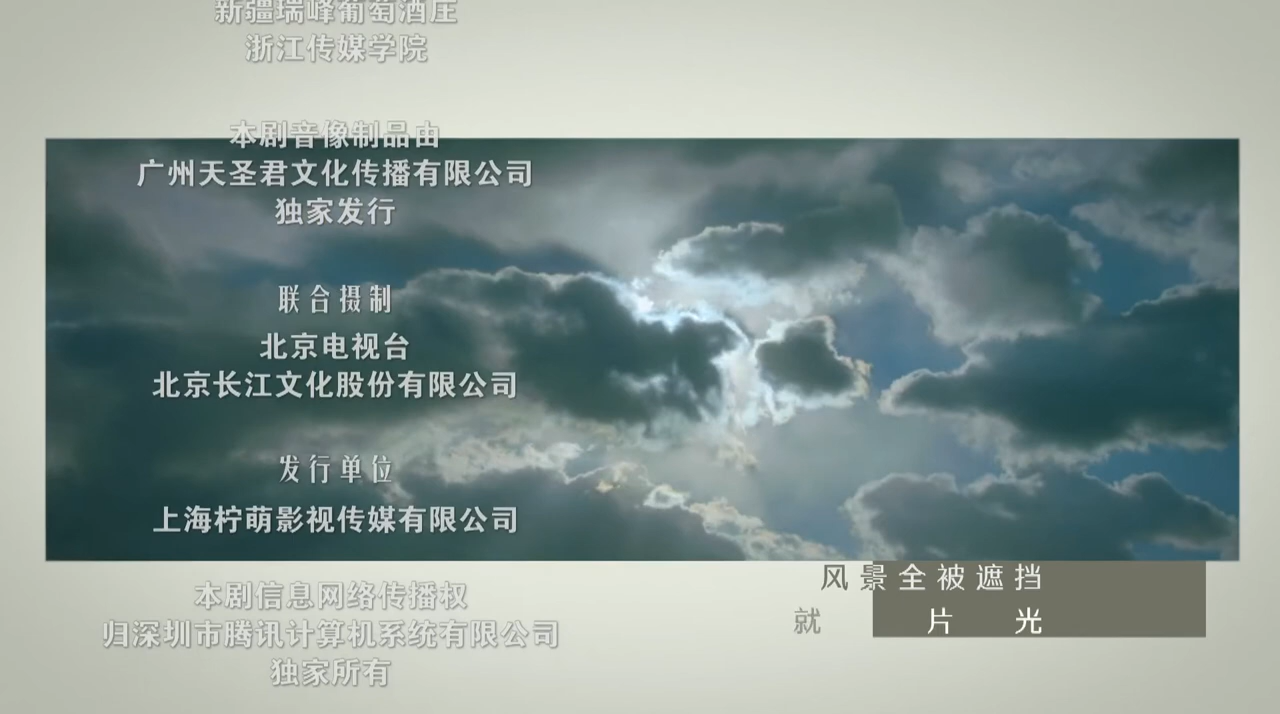 新疆瑞峰葡萄酒庄
浙江传媒学院
本剧音像制品由
广州天圣君文化传播有限公司
独家发行
联合摄制
北京电视台
北京长江文化股份有限公司
发行单位
上海柠萌影视传媒有限公司
本剧信息网络传播权
归深圳市腾讯计算机系统有限公司
独家所有
风景全被遮挡
就 片 光